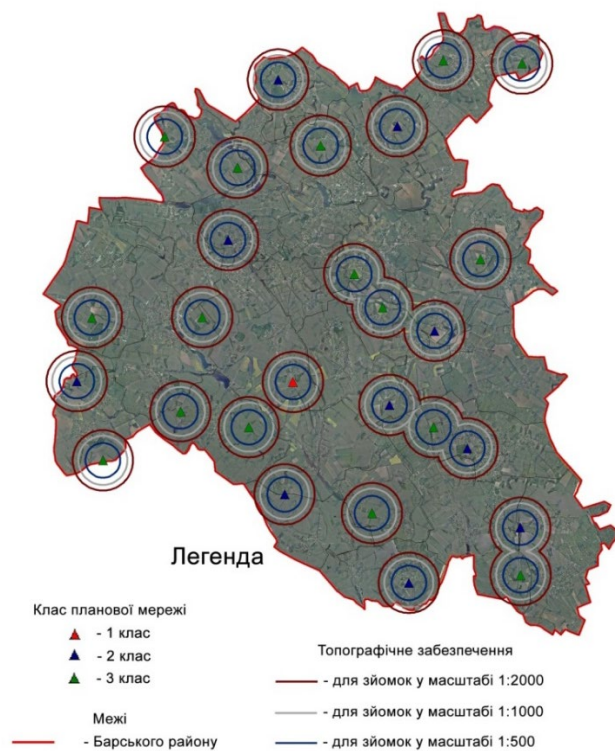 Легенда
Клас планової мережі
- 1 клас
- 2 клас
- 3 клас
Межі
- Барського району
Топографічне забезпечення
- для зйомок у масштабі 1:2000
- для зйомок у масштабі 1:1000
- для зйомок у масштабі 1:500